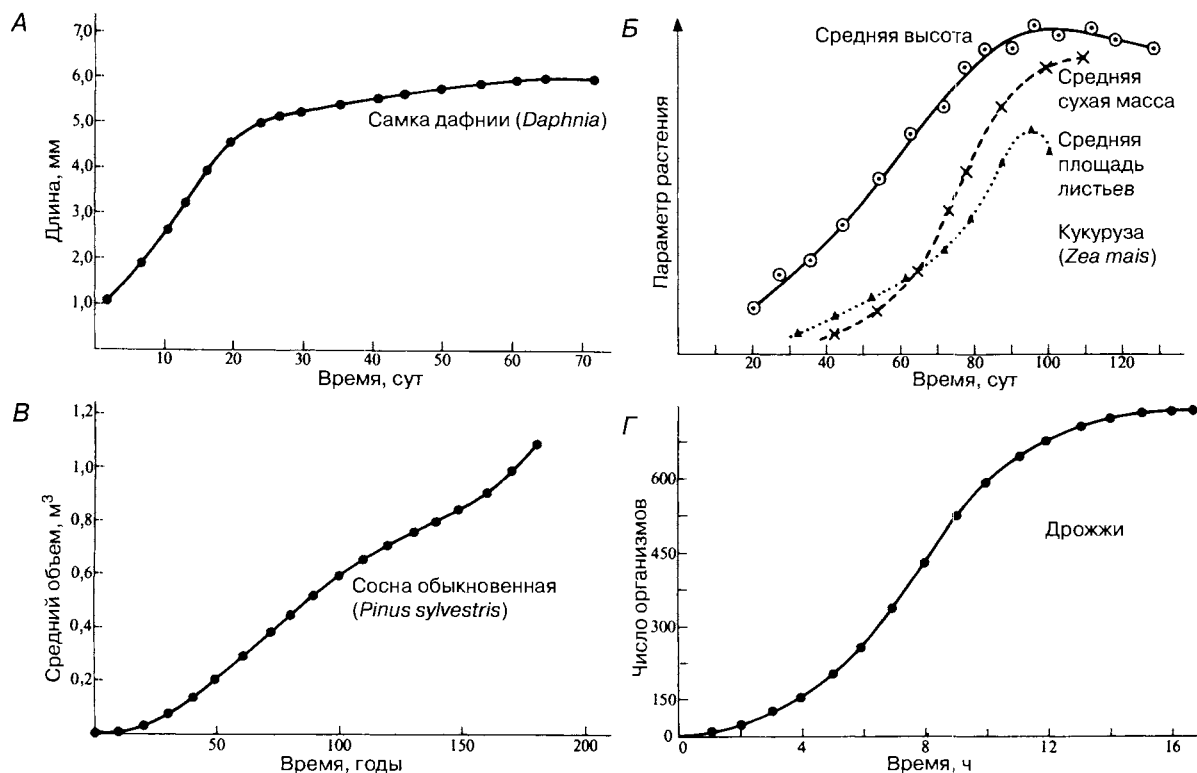 А
Длина, мм
7,0
6,0
5,0
4,0
3,0
2,0
1,0
Самка дафнии (Daphnia)
10 20 30 40 50 60 70
Время, сут
Б
Параметр растения
Средняя высота
Средняя
сухая масса
Средняя
площадь
листьев
Кукуруза
(Zea mais)
20 40 60 80 100 120
Время, сут
В
Средний объем, м³
1,2
1,0
0,8
0,6
0,4
0,2
Сосна обыкновенная
(Pinus sylvestris)
50 100 150 200
Время, годы
Г
Число организмов
600
450
300
150
0
Дрожжи
0 4 8 12 16
Время, ч